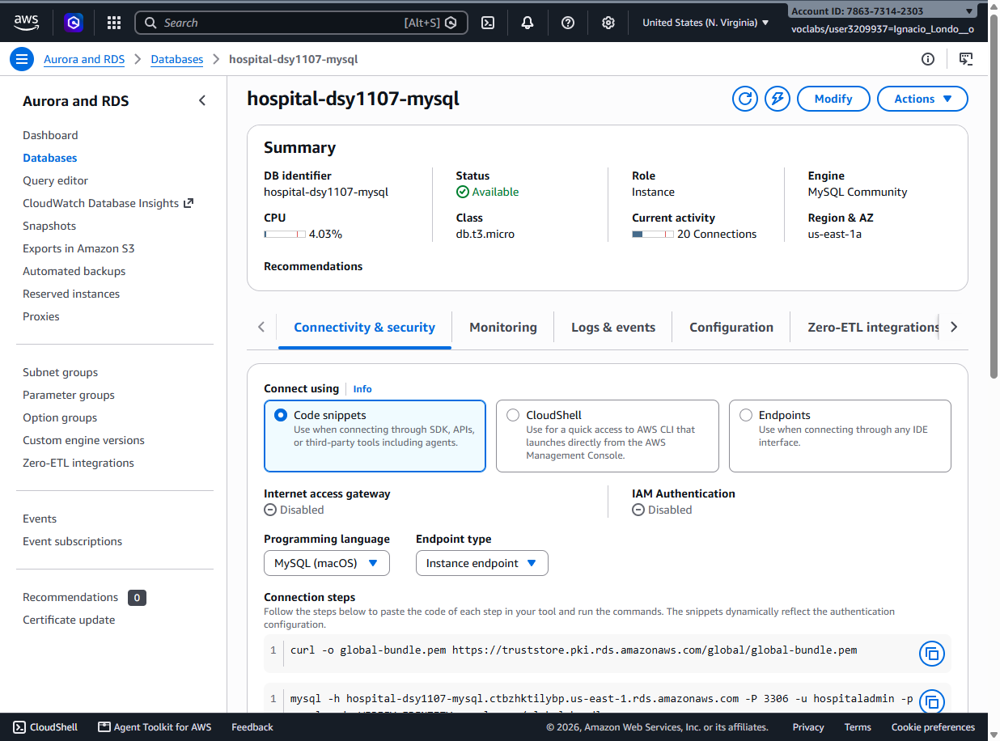 aws
Search
[Alt+S]
United States (N. Virginia)
Account ID: 7863-7314-2303
voclabs/user3209937=Ignacio_Londo__o
Aurora and RDS
Databases
hospital-dsy1107-mysql
Aurora and RDS
Dashboard
Databases
Query editor
CloudWatch Database Insights
Snapshots
Exports in Amazon S3
Automated backups
Reserved instances
Proxies
Subnet groups
Parameter groups
Option groups
Custom engine versions
Zero-ETL integrations
Events
Event subscriptions
Recommendations 0
Certificate update
hospital-dsy1107-mysql
Modify
Actions
Summary
DB identifier
hospital-dsy1107-mysql
Status
Available
Role
Instance
Engine
MySQL Community
CPU
4.03%
Class
db.t3.micro
Current activity
20 Connections
Region & AZ
us-east-1a
Recommendations
Connectivity & security
Monitoring
Logs & events
Configuration
Zero-ETL integrations
Connect using
Info
Code snippets
Use when connecting through SDK, APIs,
or third-party tools including agents.
CloudShell
Use for a quick access to AWS CLI that
launches directly from the AWS
Management Console.
Endpoints
Use when connecting through any IDE
interface.
Internet access gateway
Disabled
IAM Authentication
Disabled
Programming language
MySQL (macOS)
Endpoint type
Instance endpoint
Connection steps
Follow the steps below to paste the code of each step in your tool and run the commands. The snippets dynamically reflect the authentication
configuration.
1 curl -o global-bundle.pem https://truststore.pki.rds.amazonaws.com/global/global-bundle.pem
1 mysql -h hospital-dsy1107-mysql.ctbzhktilybp.us-east-1.rds.amazonaws.com -P 3306 -u hospitaladmin -p
CloudShell
Agent Toolkit for AWS
Feedback
© 2026, Amazon Web Services, Inc. or its affiliates.
Privacy
Terms
Cookie preferences